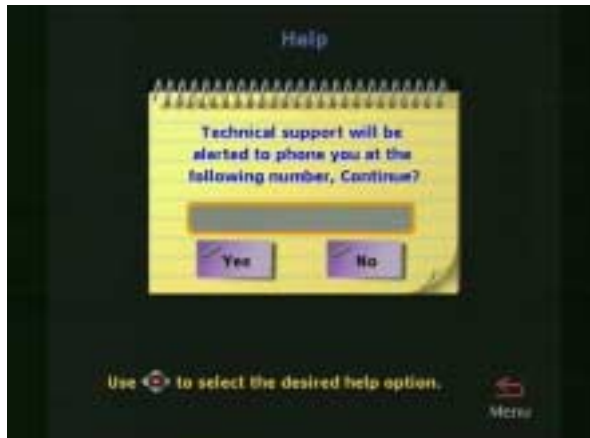 Help
Technical support will be
alerted to phone you at the
following number, Continue?
Yes No
Use to select the desired help option.
Menu